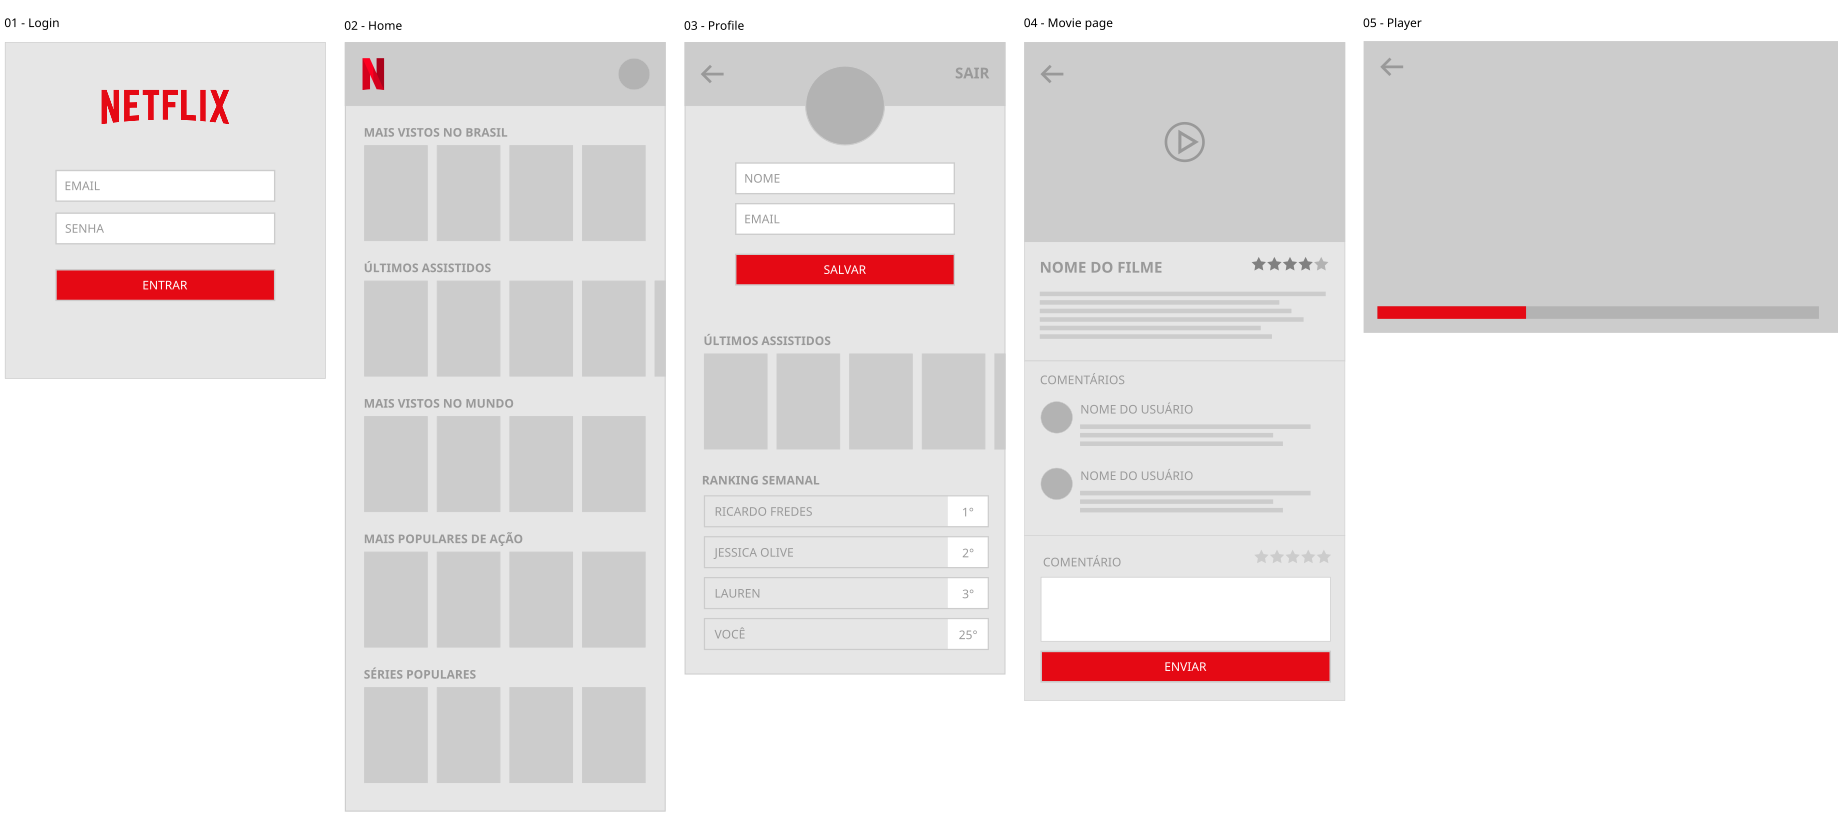 01 - Login
NETFLIX
EMAIL
SENHA
ENTRAR
02 - Home
N
MAIS VISTOS NO BRASIL
ÚLTIMOS ASSISTIDOS
MAIS VISTOS NO MUNDO
MAIS POPULARES DE AÇÃO
SÉRIES POPULARES
03 - Profile
SAIR
NOME
EMAIL
SALVAR
ÚLTIMOS ASSISTIDOS
RANKING SEMANAL
RICARDO FREDES 1°
JESSICA OLIVE 2°
LAUREN 3°
VOCÊ 25°
04 - Movie page
NOME DO FILME
COMENTÁRIOS
NOME DO USUÁRIO
NOME DO USUÁRIO
COMENTÁRIO
ENVIAR
05 - Player